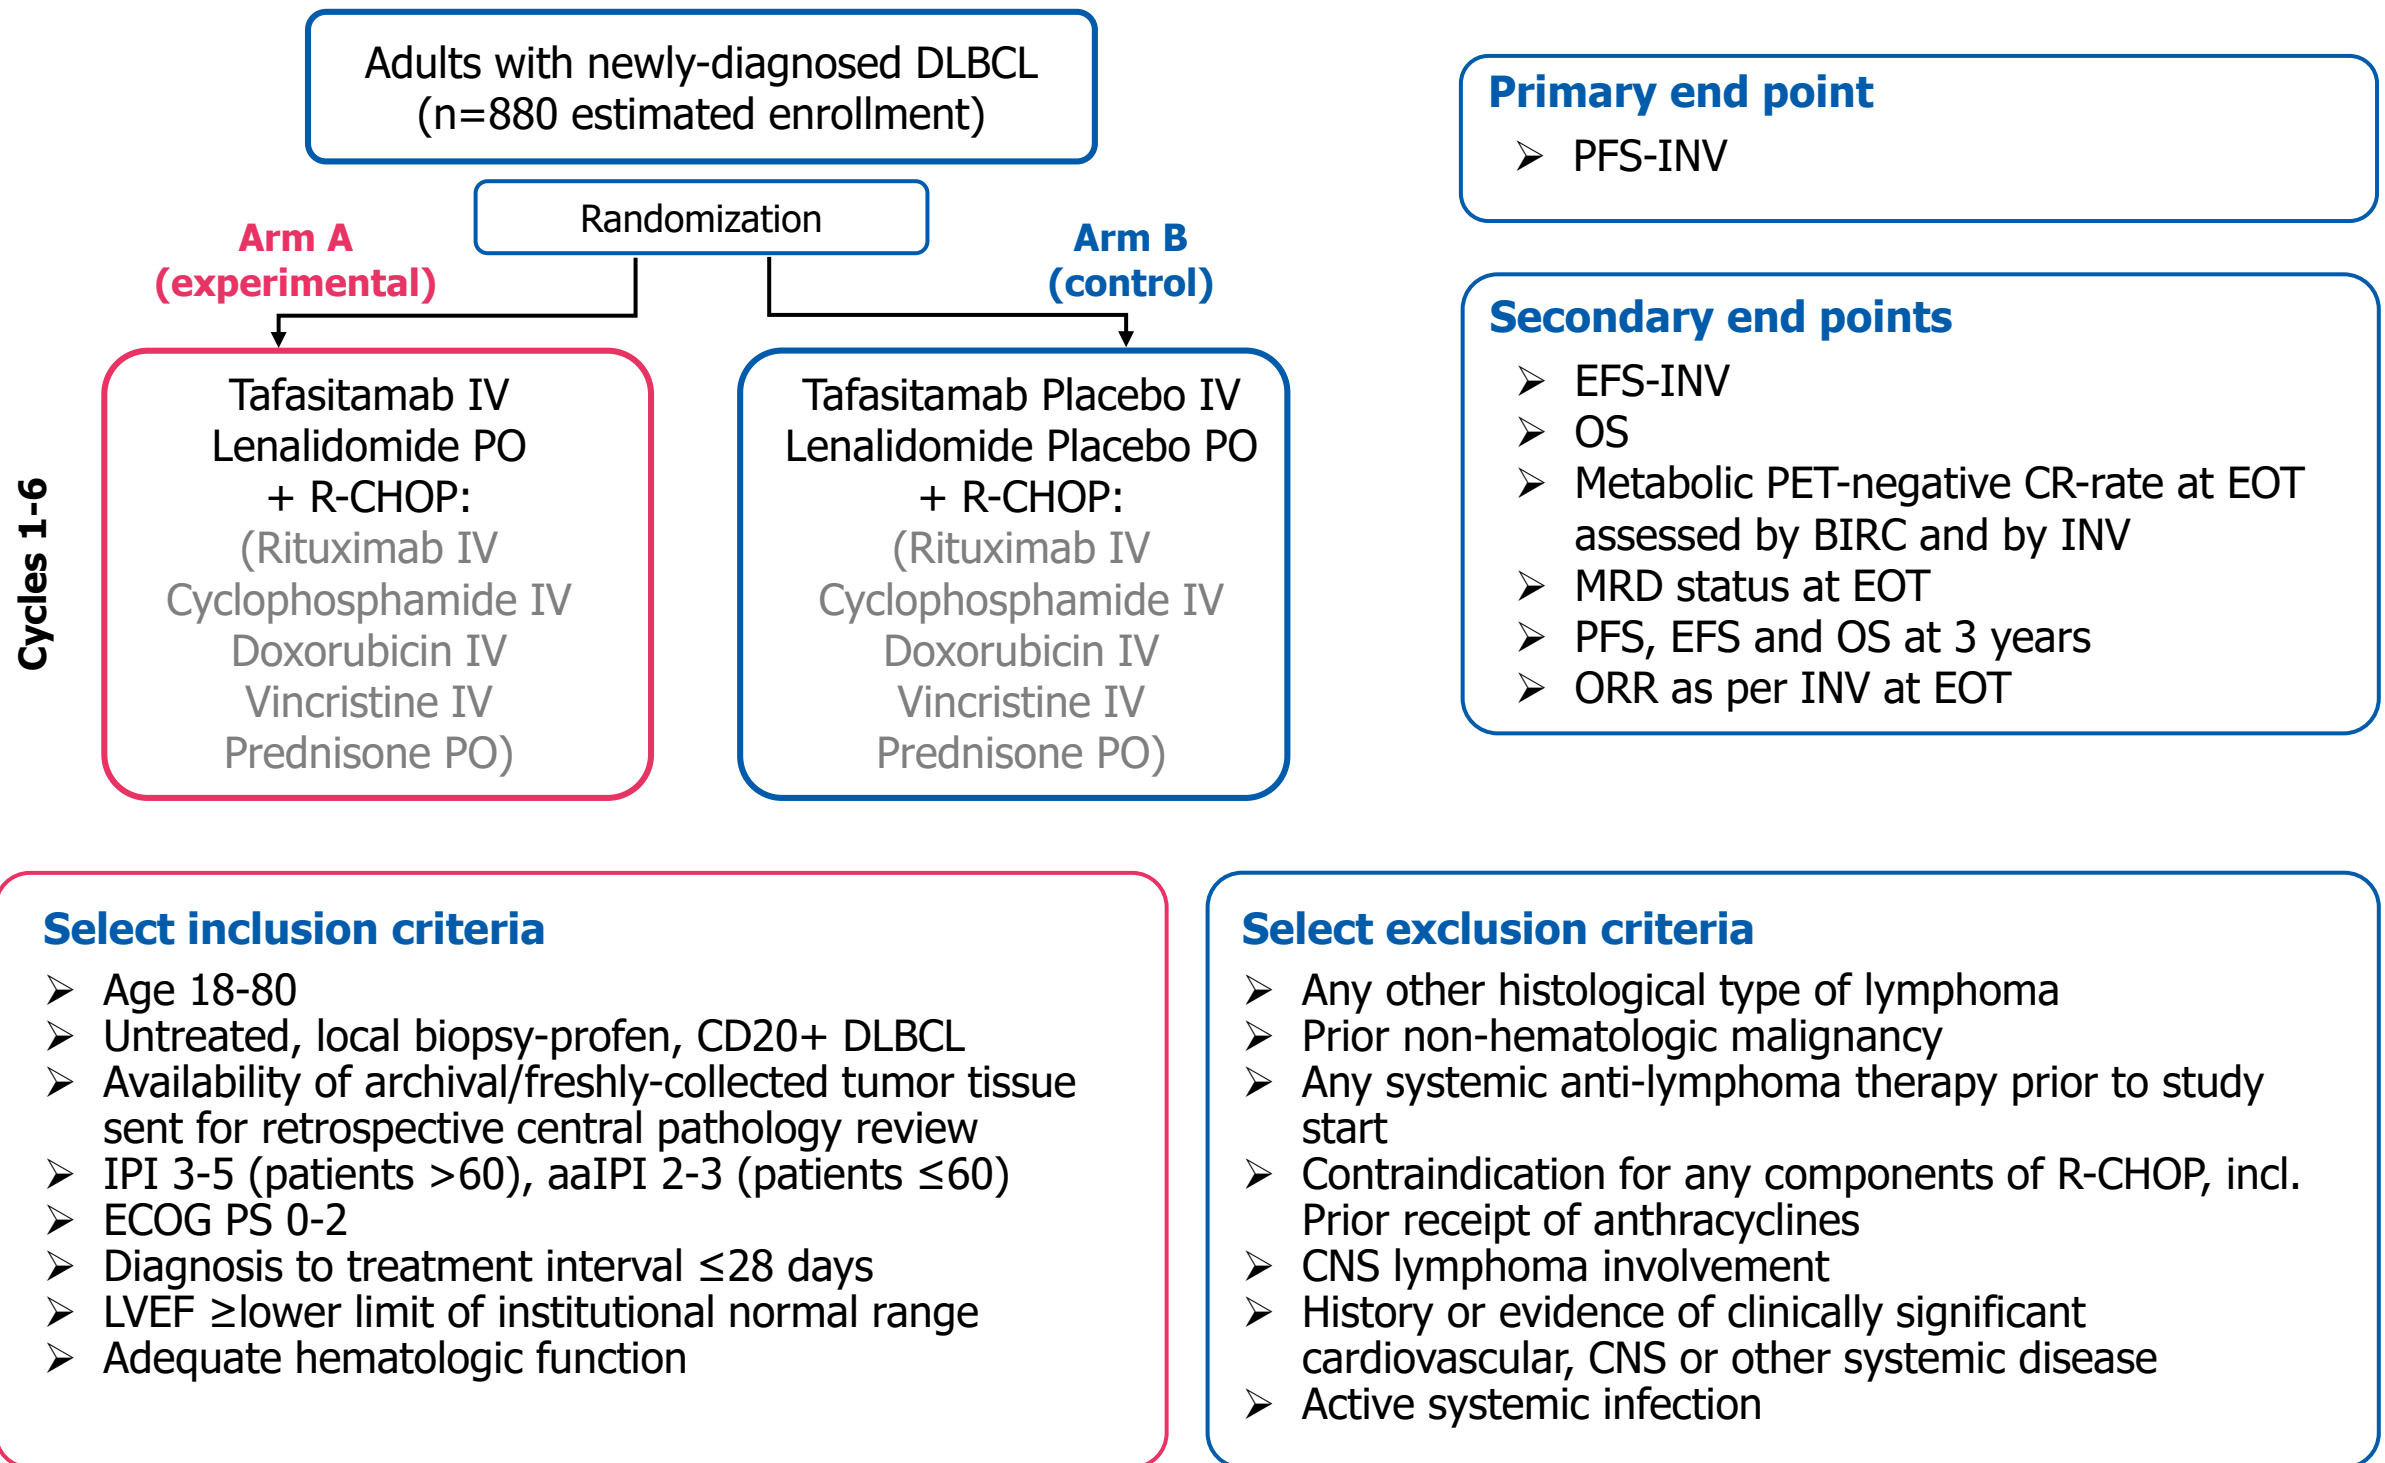 Adults with newly-diagnosed DLBCL
(n=880 estimated enrollment)
Randomization
Arm A
(experimental)
Arm B
(control)
Cycles 1-6
Tafasitamab IV
Lenalidomide PO
+ R-CHOP:
(Rituximab IV
Cyclophosphamide IV
Doxorubicin IV
Vincristine IV
Prednisone PO)
Tafasitamab Placebo IV
Lenalidomide Placebo PO
+ R-CHOP:
(Rituximab IV
Cyclophosphamide IV
Doxorubicin IV
Vincristine IV
Prednisone PO)
Primary end point
➢ PFS-INV
Secondary end points
➢ EFS-INV
➢ OS
➢ Metabolic PET-negative CR-rate at EOT
assessed by BIRC and by INV
➢ MRD status at EOT
➢ PFS, EFS and OS at 3 years
➢ ORR as per INV at EOT
Select inclusion criteria
➢ Age 18-80
➢ Untreated, local biopsy-profen, CD20+ DLBCL
➢ Availability of archival/freshly-collected tumor tissue
sent for retrospective central pathology review
➢ IPI 3-5 (patients >60), aaIPI 2-3 (patients ≤60)
➢ ECOG PS 0-2
➢ Diagnosis to treatment interval ≤28 days
➢ LVEF ≥lower limit of institutional normal range
➢ Adequate hematologic function
Select exclusion criteria
➢ Any other histological type of lymphoma
➢ Prior non-hematologic malignancy
➢ Any systemic anti-lymphoma therapy prior to study
start
➢ Contraindication for any components of R-CHOP, incl.
Prior receipt of anthracyclines
➢ CNS lymphoma involvement
➢ History or evidence of clinically significant
cardiovascular, CNS or other systemic disease
➢ Active systemic infection